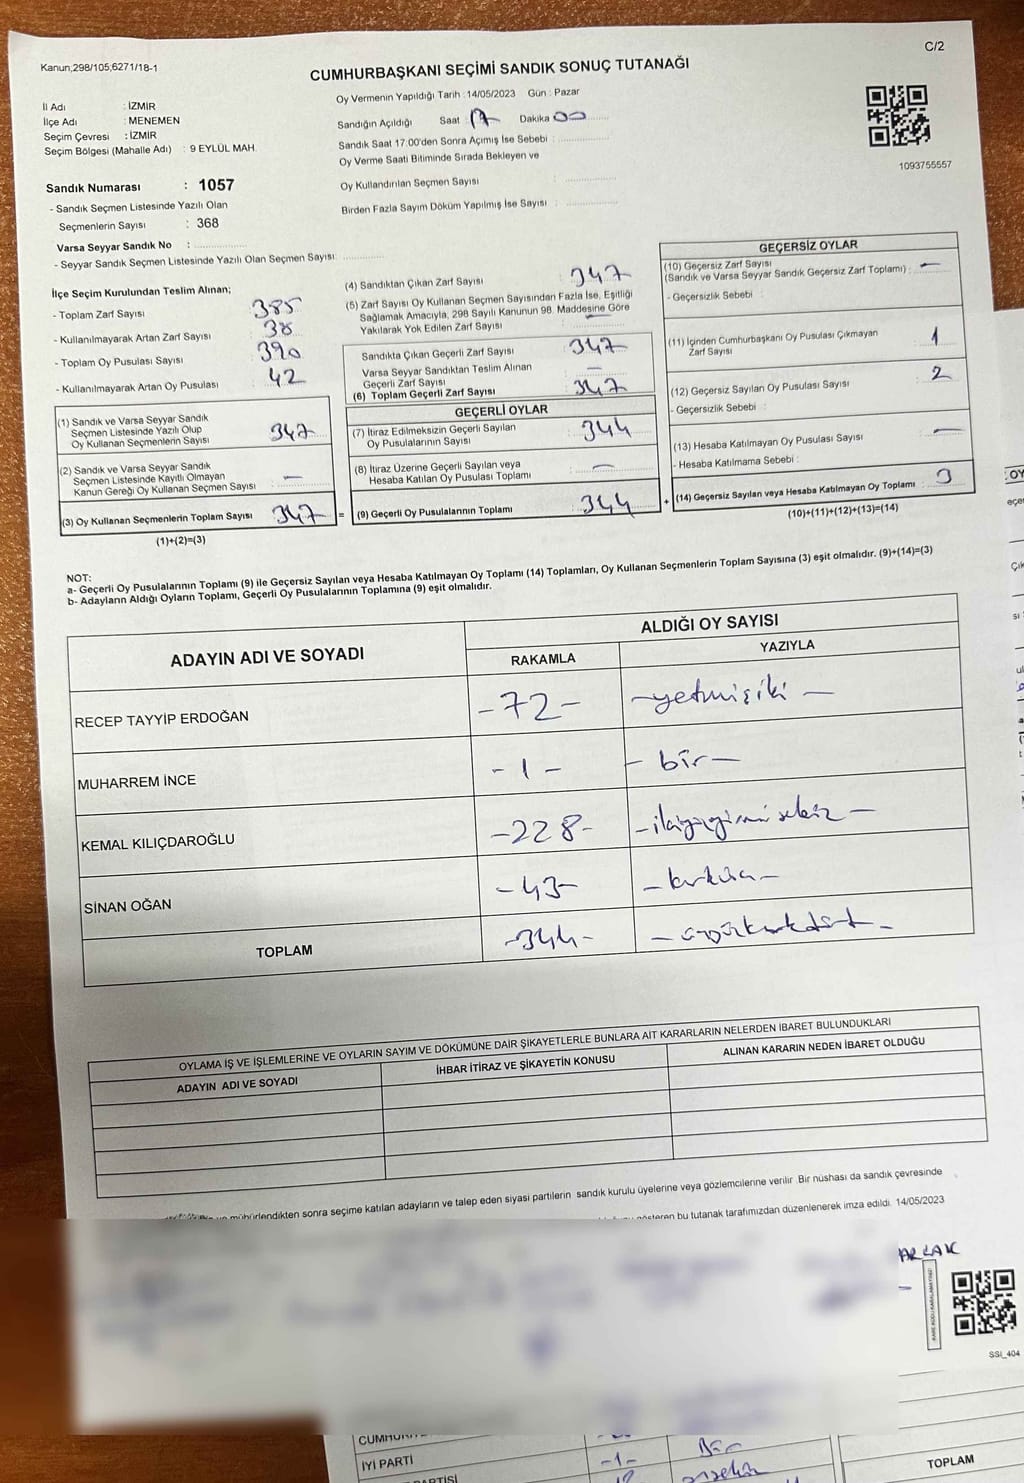 C/2
Kanun;298/105;6271/18-1
CUMHURBAŞKANI SEÇİMİ SANDIK SONUÇ TUTANAĞI
İl Adı : İZMİR
İlçe Adı : MENEMEN
Seçim Çevresi : İZMİR
Seçim Bölgesi (Mahalle Adı) : 9 EYLÜL MAH.
Sandık Numarası : 1057
- Sandık Seçmen Listesinde Yazılı Olan
Seçmenlerin Sayısı : 368
Varsa Seyyar Sandık No :
- Seyyar Sandık Seçmen Listesinde Yazılı Olan Seçmen Sayısı:
Oy Vermenin Yapıldığı Tarih :14/05/2023 Gün : Pazar
Sandığın Açıldığı Saat : 17 Dakika 00
Sandık Saat 17:00'den Sonra Açımış İse Sebebi :
Oy Verme Saati Bitiminde Sırada Bekleyen ve
Oy Kullandırılan Seçmen Sayısı :
Birden Fazla Sayım Döküm Yapılmış İse Sayısı :
1093755557
İlçe Seçim Kurulundan Teslim Alınan;
- Toplam Zarf Sayısı : 385
- Kullanılmayarak Artan Zarf Sayısı : 38
- Toplam Oy Pusulası Sayısı : 390
- Kullanılmayarak Artan Oy Pusulası : 42
(1) Sandık ve Varsa Seyyar Sandık
Seçmen Listesinde Yazılı Olup
Oy Kullanan Seçmenlerin Sayısı : 347
(2) Sandık ve Varsa Seyyar Sandık
Seçmen Listesinde Kayıtlı Olmayan
Kanun Gereği Oy Kullanan Seçmen Sayısı : —
(3) Oy Kullanan Seçmenlerin Toplam Sayısı : 347 =
(1)+(2)=(3)
(4) Sandıktan Çıkan Zarf Sayısı : 347
(5) Zarf Sayısı Oy Kullanan Seçmen Sayısından Fazla İse, Eşitliği
Sağlamak Amacıyla, 298 Sayılı Kanunun 98. Maddesine Göre
Yakılarak Yok Edilen Zarf Sayısı : —
Sandıkta Çıkan Geçerli Zarf Sayısı : 347
Varsa Seyyar Sandıktan Teslim Alınan
Geçerli Zarf Sayısı : —
(6) Toplam Geçerli Zarf Sayısı : 347
GEÇERLİ OYLAR
(7) İtiraz Edilmeksizin Geçerli Sayılan
Oy Pusulalarının Sayısı : 344
(8) İtiraz Üzerine Geçerli Sayılan veya
Hesaba Katılan Oy Pusulası Toplamı : —
(9) Geçerli Oy Pusulalarının Toplamı : 344 +
GEÇERSİZ OYLAR
(10) Geçersiz Zarf Sayısı
(Sandık ve Varsa Seyyar Sandık Geçersiz Zarf Toplamı) : —
- Geçersizlik Sebebi :
(11) İçinden Cumhurbaşkanı Oy Pusulası Çıkmayan
Zarf Sayısı : 1
(12) Geçersiz Sayılan Oy Pusulası Sayısı : 2
- Geçersizlik Sebebi :
(13) Hesaba Katılmayan Oy Pusulası Sayısı : —
- Hesaba Katılmama Sebebi :
(14) Geçersiz Sayılan veya Hesaba Katılmayan Oy Toplamı : 3
(10)+(11)+(12)+(13)=(14)
NOT:
a- Geçerli Oy Pusulalarının Toplamı (9) ile Geçersiz Sayılan veya Hesaba Katılmayan Oy Toplamı (14) Toplamları, Oy Kullanan Seçmenlerin Toplam Sayısına (3) eşit olmalıdır. (9)+(14)=(3)
b- Adayların Aldığı Oyların Toplamı, Geçerli Oy Pusulalarının Toplamına (9) eşit olmalıdır.
ADAYIN ADI VE SOYADI
ALDIĞI OY SAYISI
RAKAMLA YAZIYLA
RECEP TAYYİP ERDOĞAN -72- -yetmişiki-
MUHARREM İNCE -1- -bir-
KEMAL KILIÇDAROĞLU -228- -ikiyüzyirmisekiz-
SİNAN OĞAN -43- -kırküç-
TOPLAM -344- -üçyüzkırkdört-
OYLAMA İŞ VE İŞLEMLERİNE VE OYLARIN SAYIM VE DÖKÜMÜNE DAİR ŞİKAYETLERLE BUNLARA AİT KARARLARIN NELERDEN İBARET BULUNDUKLARI
ADAYIN ADI VE SOYADI İHBAR İTİRAZ VE ŞİKAYETİN KONUSU ALINAN KARARIN NEDEN İBARET OLDUĞU
mühürlendikten sonra seçime katılan adayların ve talep eden siyasi partilerin sandık kurulu üyelerine veya gözlemcilerine verilir. Bir nüshası da sandık çevresinde
gösteren bu tutanak tarafımızdan düzenlenerek imza edildi. 14/05/2023
SSI_404
İYİ PARTİ -1- Bir
TOPLAM